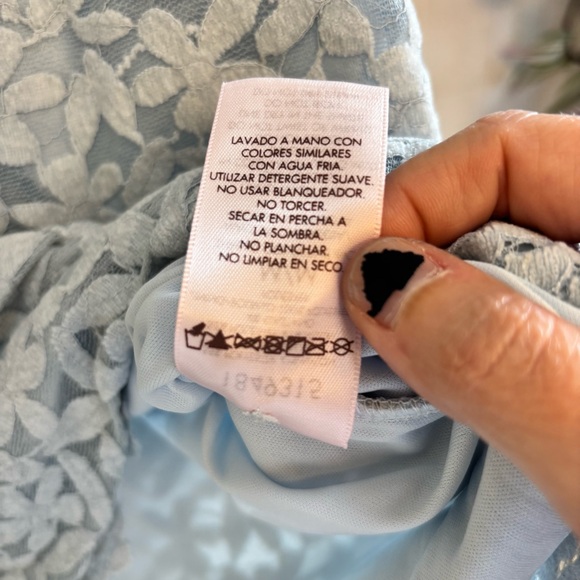 LAVADO A MANO CON
COLORES SIMILARES
CON AGUA FRIA.
UTILIZAR DETERGENTE SUAVE.
NO USAR BLANQUEADOR.
NO TORCER.
SECAR EN PERCHA A
LA SOMBRA.
NO PLANCHAR.
NO LIMPIAR EN SECO
1849315